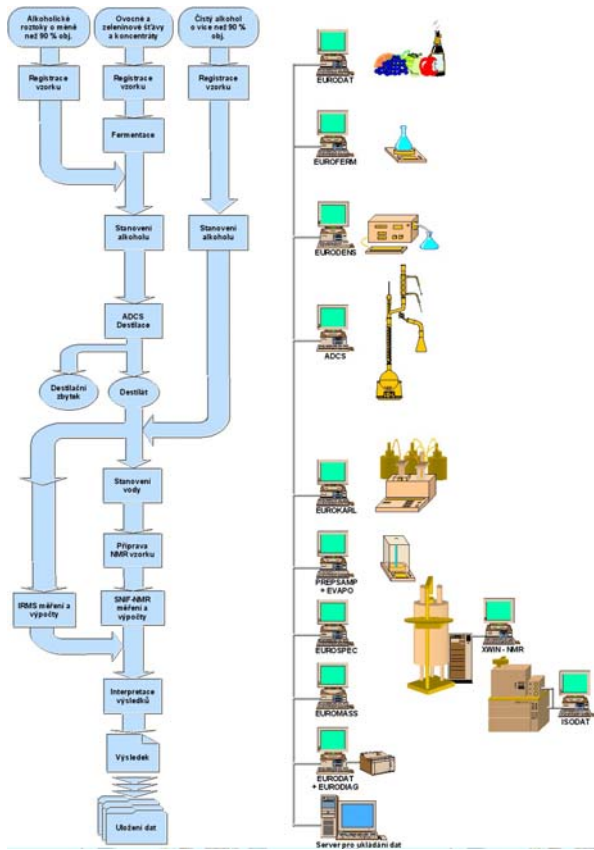 Alkoholické
roztoky o méně
než 90 % obj.
Ovocné a
zeleninové šťávy
a koncentráty
Čistý alkohol
o více než 90 %
obj.
Registrace
vzorku
Registrace
vzorku
Registrace
vzorku
Fermentace
Stanovení
alkoholu
Stanovení
alkoholu
ADCS
Destilace
Destilační
zbytek
Destilát
Stanovení
vody
Příprava
NMR vzorku
IRMS měření a
výpočty
SNIF-NMR
měření a
výpočty
Interpretace
výsledků
Výsledek
Uložení dat
EURODAT
EUROFERM
EURODENS
ADCS
EUROKARL
PREPSAMP
+ EVAPO
EUROSPEC
XWIN - NMR
EUROMASS
ISODAT
EURODAT
+ EURODIAG
Server pro ukládání dat